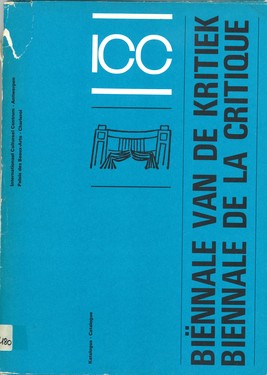 ICC
BIËNNALE VAN DE KRITIEK
BIENNALE DE LA CRITIQUE
Internationaal Cultureel Centrum - Antwerpen
Palais des Beaux-Arts - Charleroi
Catalogus - Catalogue